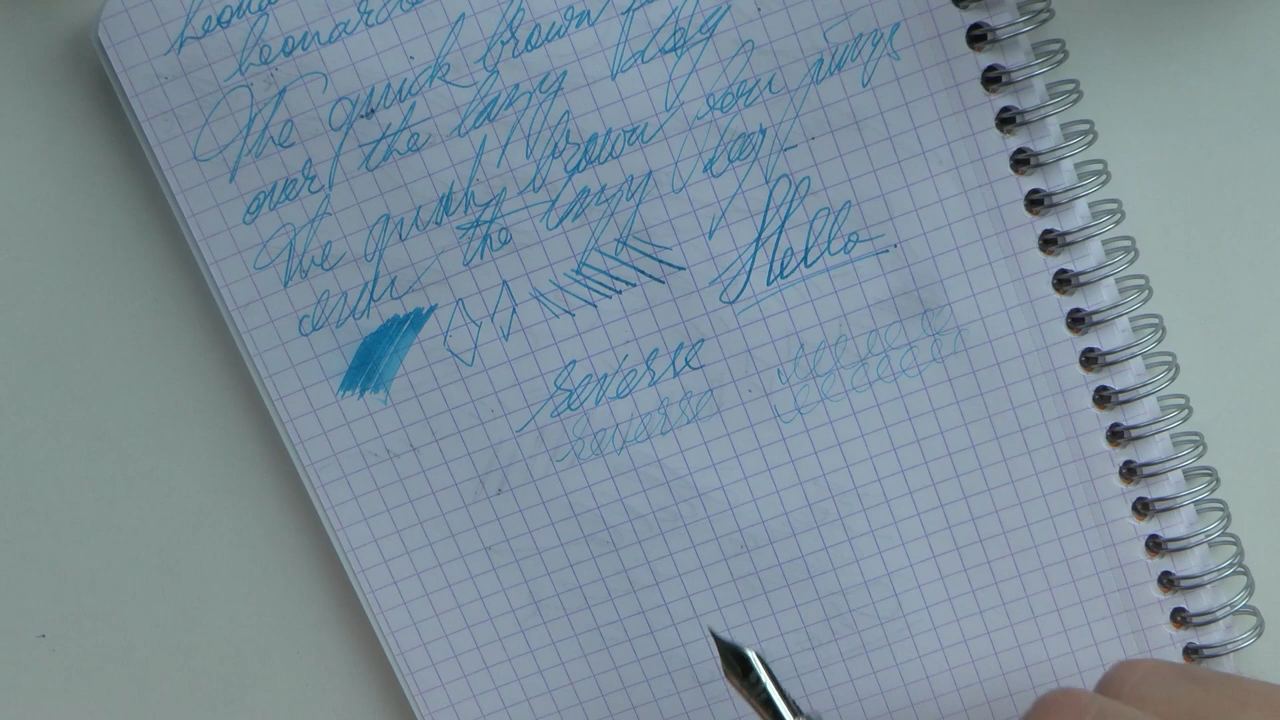 Leona
Leonardo
The quick brown
over the lazy dog
The quick brown fox jumps
over the lazy dog.
Hello
reverse
reverse